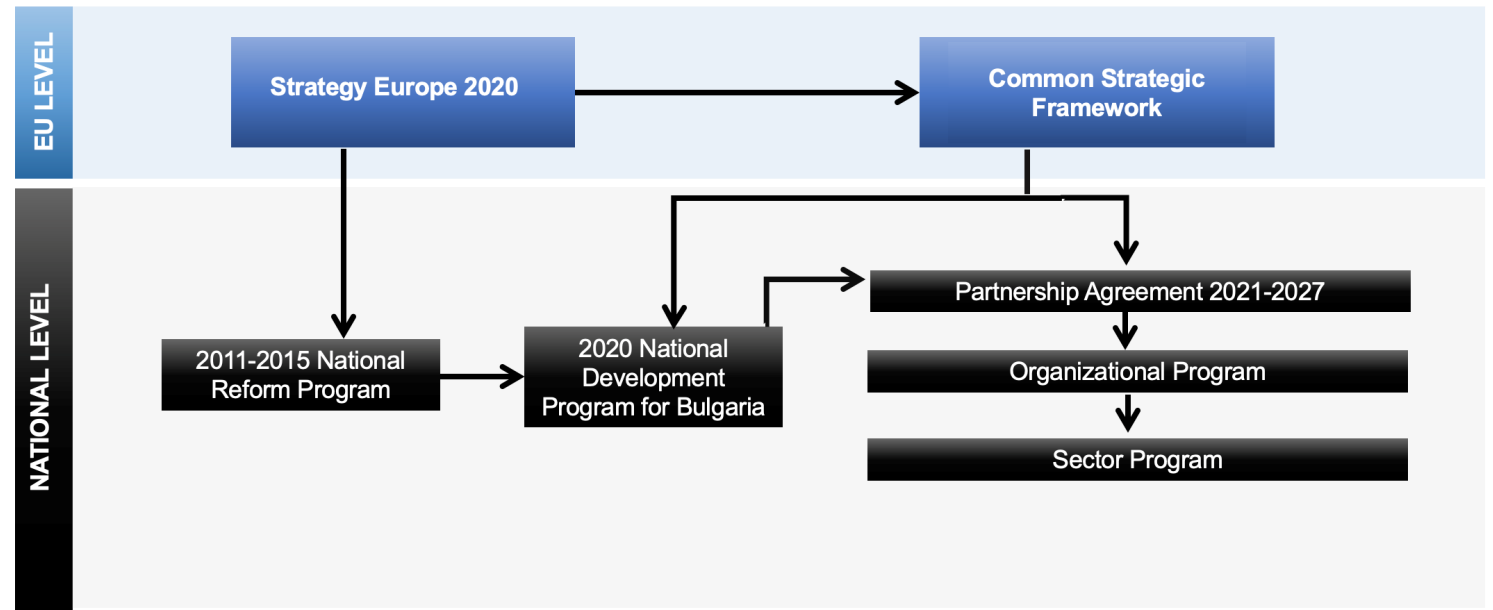 EU LEVEL
Strategy Europe 2020
Common Strategic
Framework
NATIONAL LEVEL
2011-2015 National
Reform Program
2020 National
Development
Program for Bulgaria
Partnership Agreement 2021-2027
Organizational Program
Sector Program